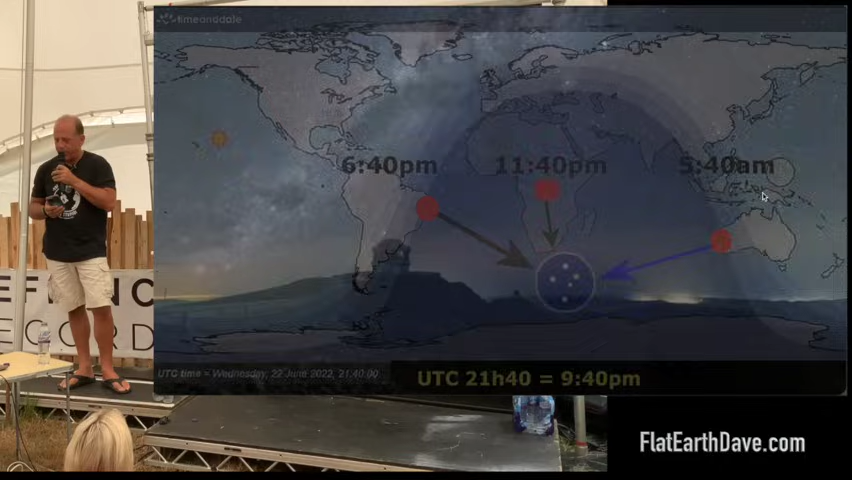 timeanddate
6:40pm
11:40pm
5:40am
UTC time = Wednesday, 22 June 2022, 21:40:00
UTC 21h40 = 9:40pm
FlatEarthDave.com